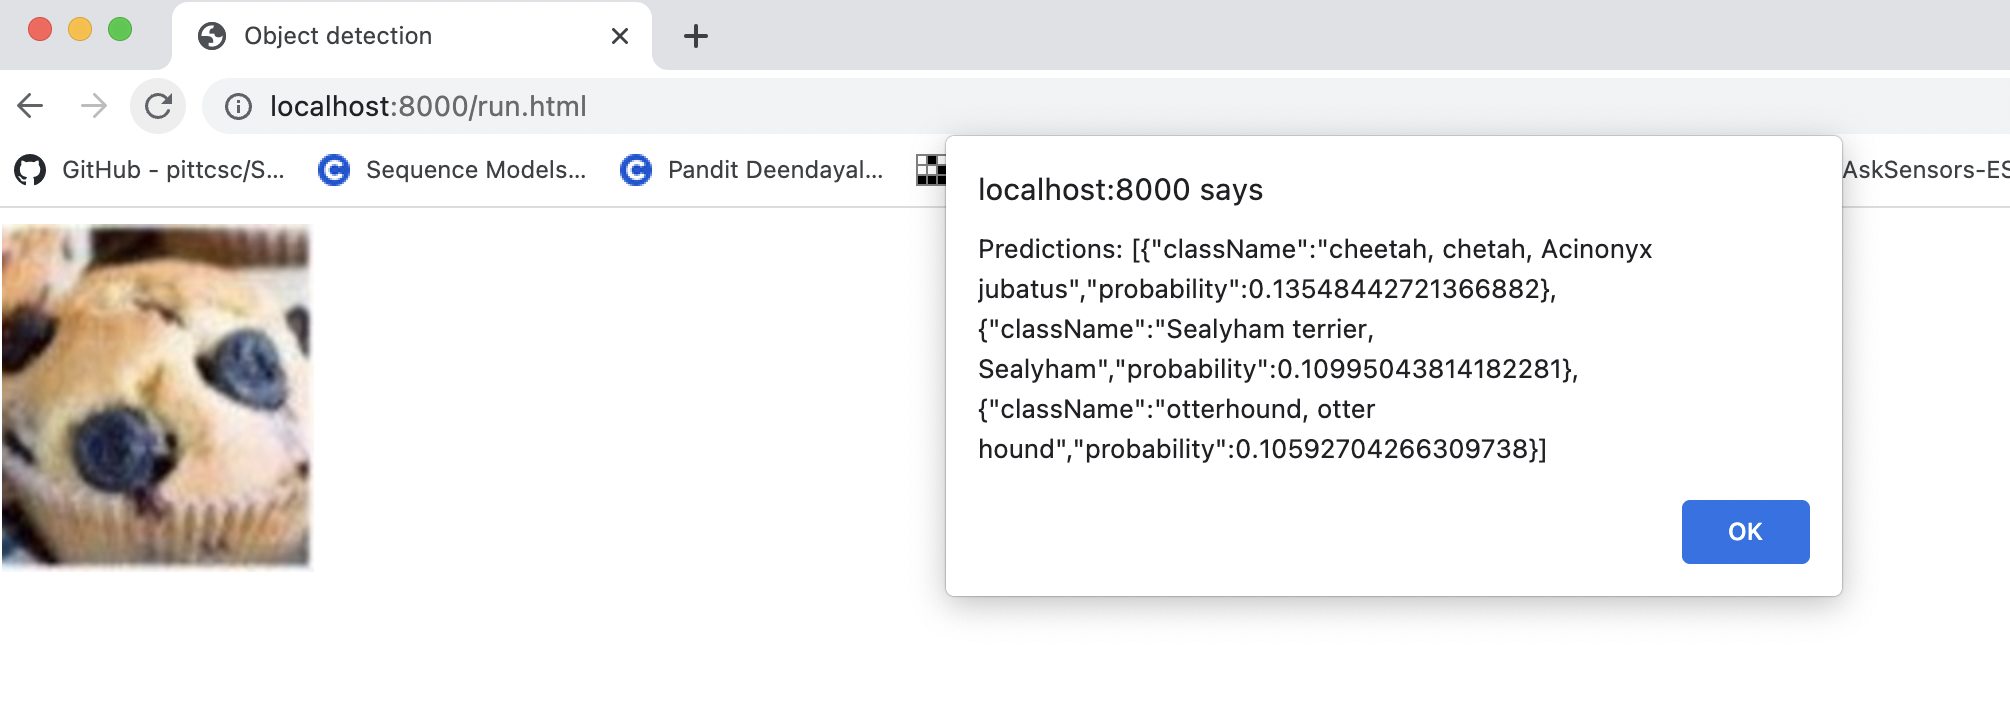 Object detection
localhost:8000/run.html
GitHub - pittcsc/S...
Sequence Models...
Pandit Deendayal...
AskSensors-ES
localhost:8000 says
Predictions: [{"className":"cheetah, chetah, Acinonyx
jubatus","probability":0.13548442721366882},
{"className":"Sealyham terrier,
Sealyham","probability":0.10995043814182281},
{"className":"otterhound, otter
hound","probability":0.10592704266309738}]
OK